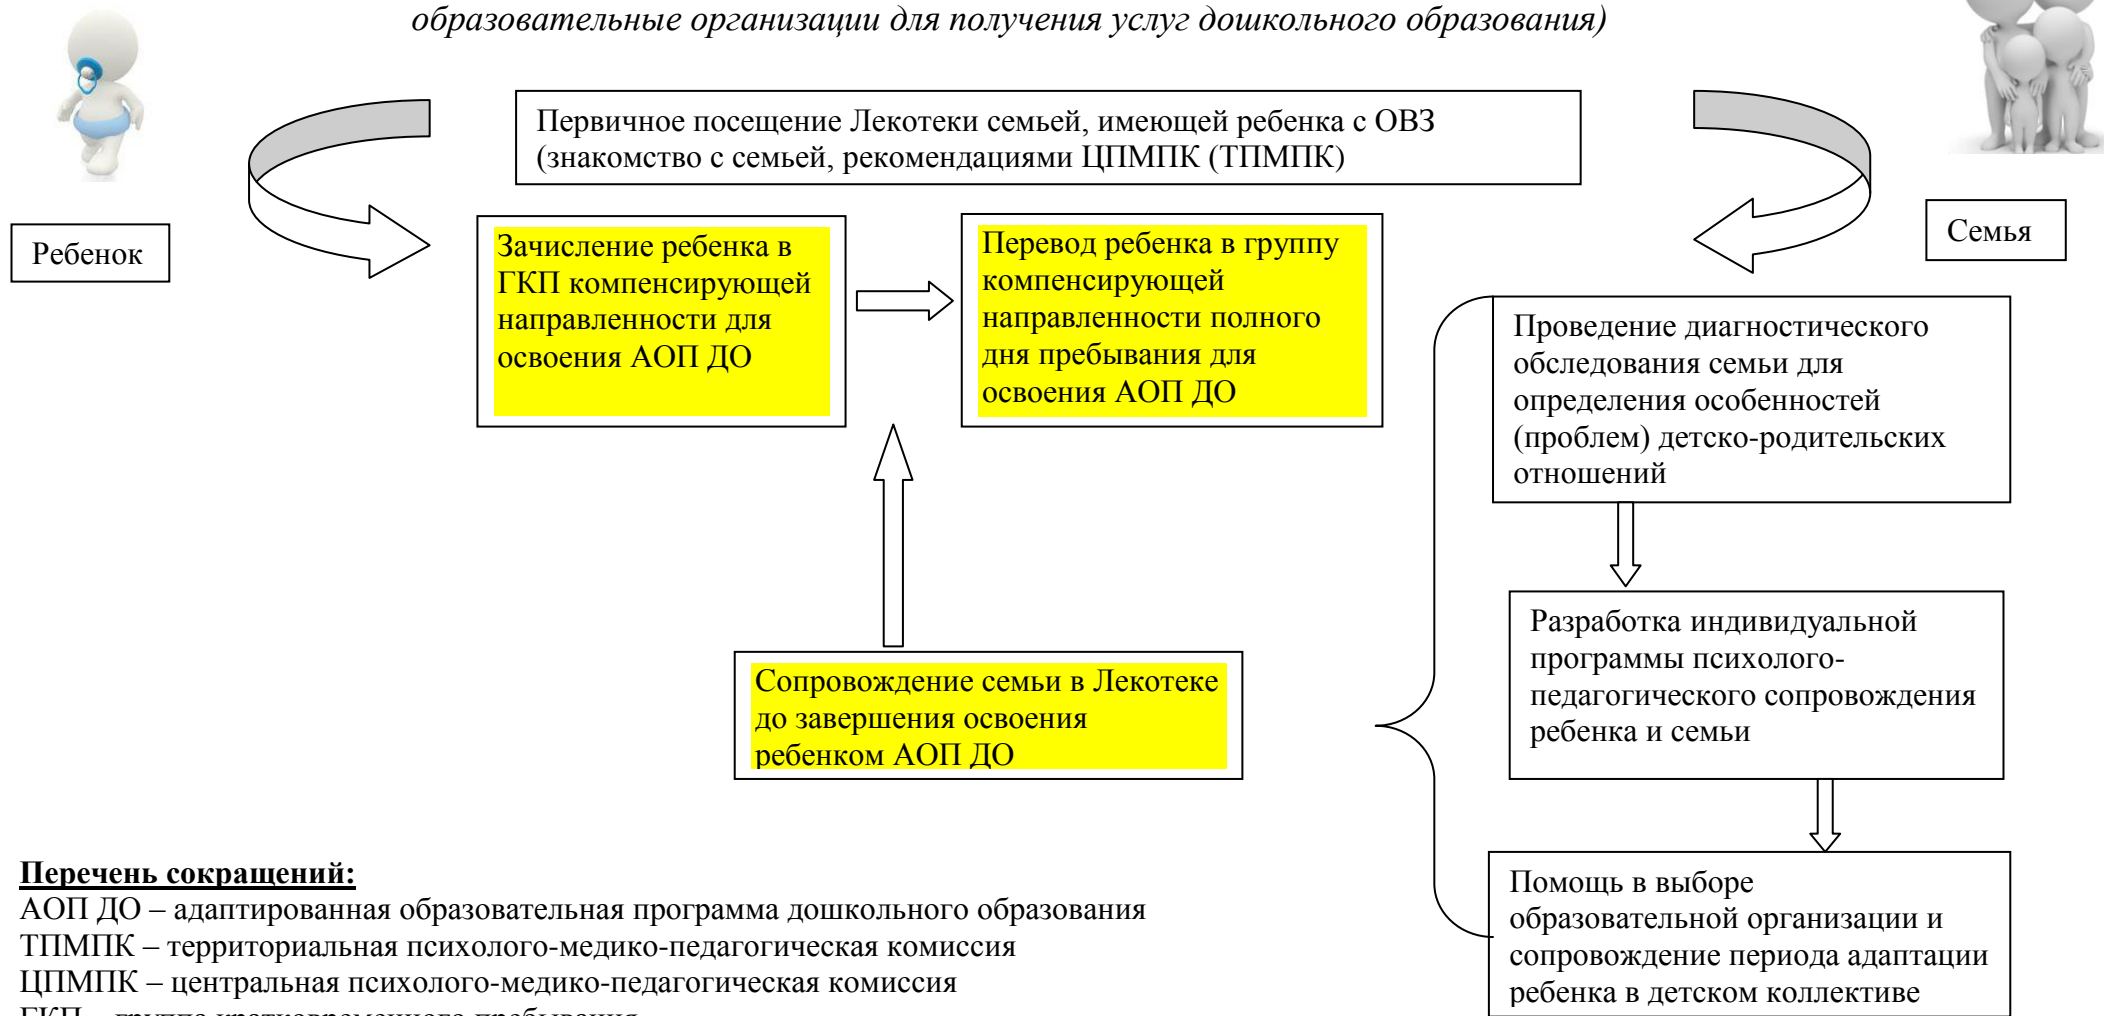 образовательные организации для получения услуг дошкольного образования)
Первичное посещение Лекотеки семьей, имеющей ребенка с ОВЗ
(знакомство с семьей, рекомендациями ЦПМПК (ТПМПК)
Ребенок
Семья
Зачисление ребенка в
ГКП компенсирующей
направленности для
освоения АОП ДО
Перевод ребенка в группу
компенсирующей
направленности полного
дня пребывания для
освоения АОП ДО
Проведение диагностического
обследования семьи для
определения особенностей
(проблем) детско-родительских
отношений
Разработка индивидуальной
программы психолого-
педагогического сопровождения
ребенка и семьи
Сопровождение семьи в Лекотеке
до завершения освоения
ребенком АОП ДО
Помощь в выборе
образовательной организации и
сопровождение периода адаптации
ребенка в детском коллективе
Перечень сокращений:
АОП ДО – адаптированная образовательная программа дошкольного образования
ТПМПК – территориальная психолого-медико-педагогическая комиссия
ЦПМПК – центральная психолого-медико-педагогическая комиссия
ГКП – группа кратковременного пребывания